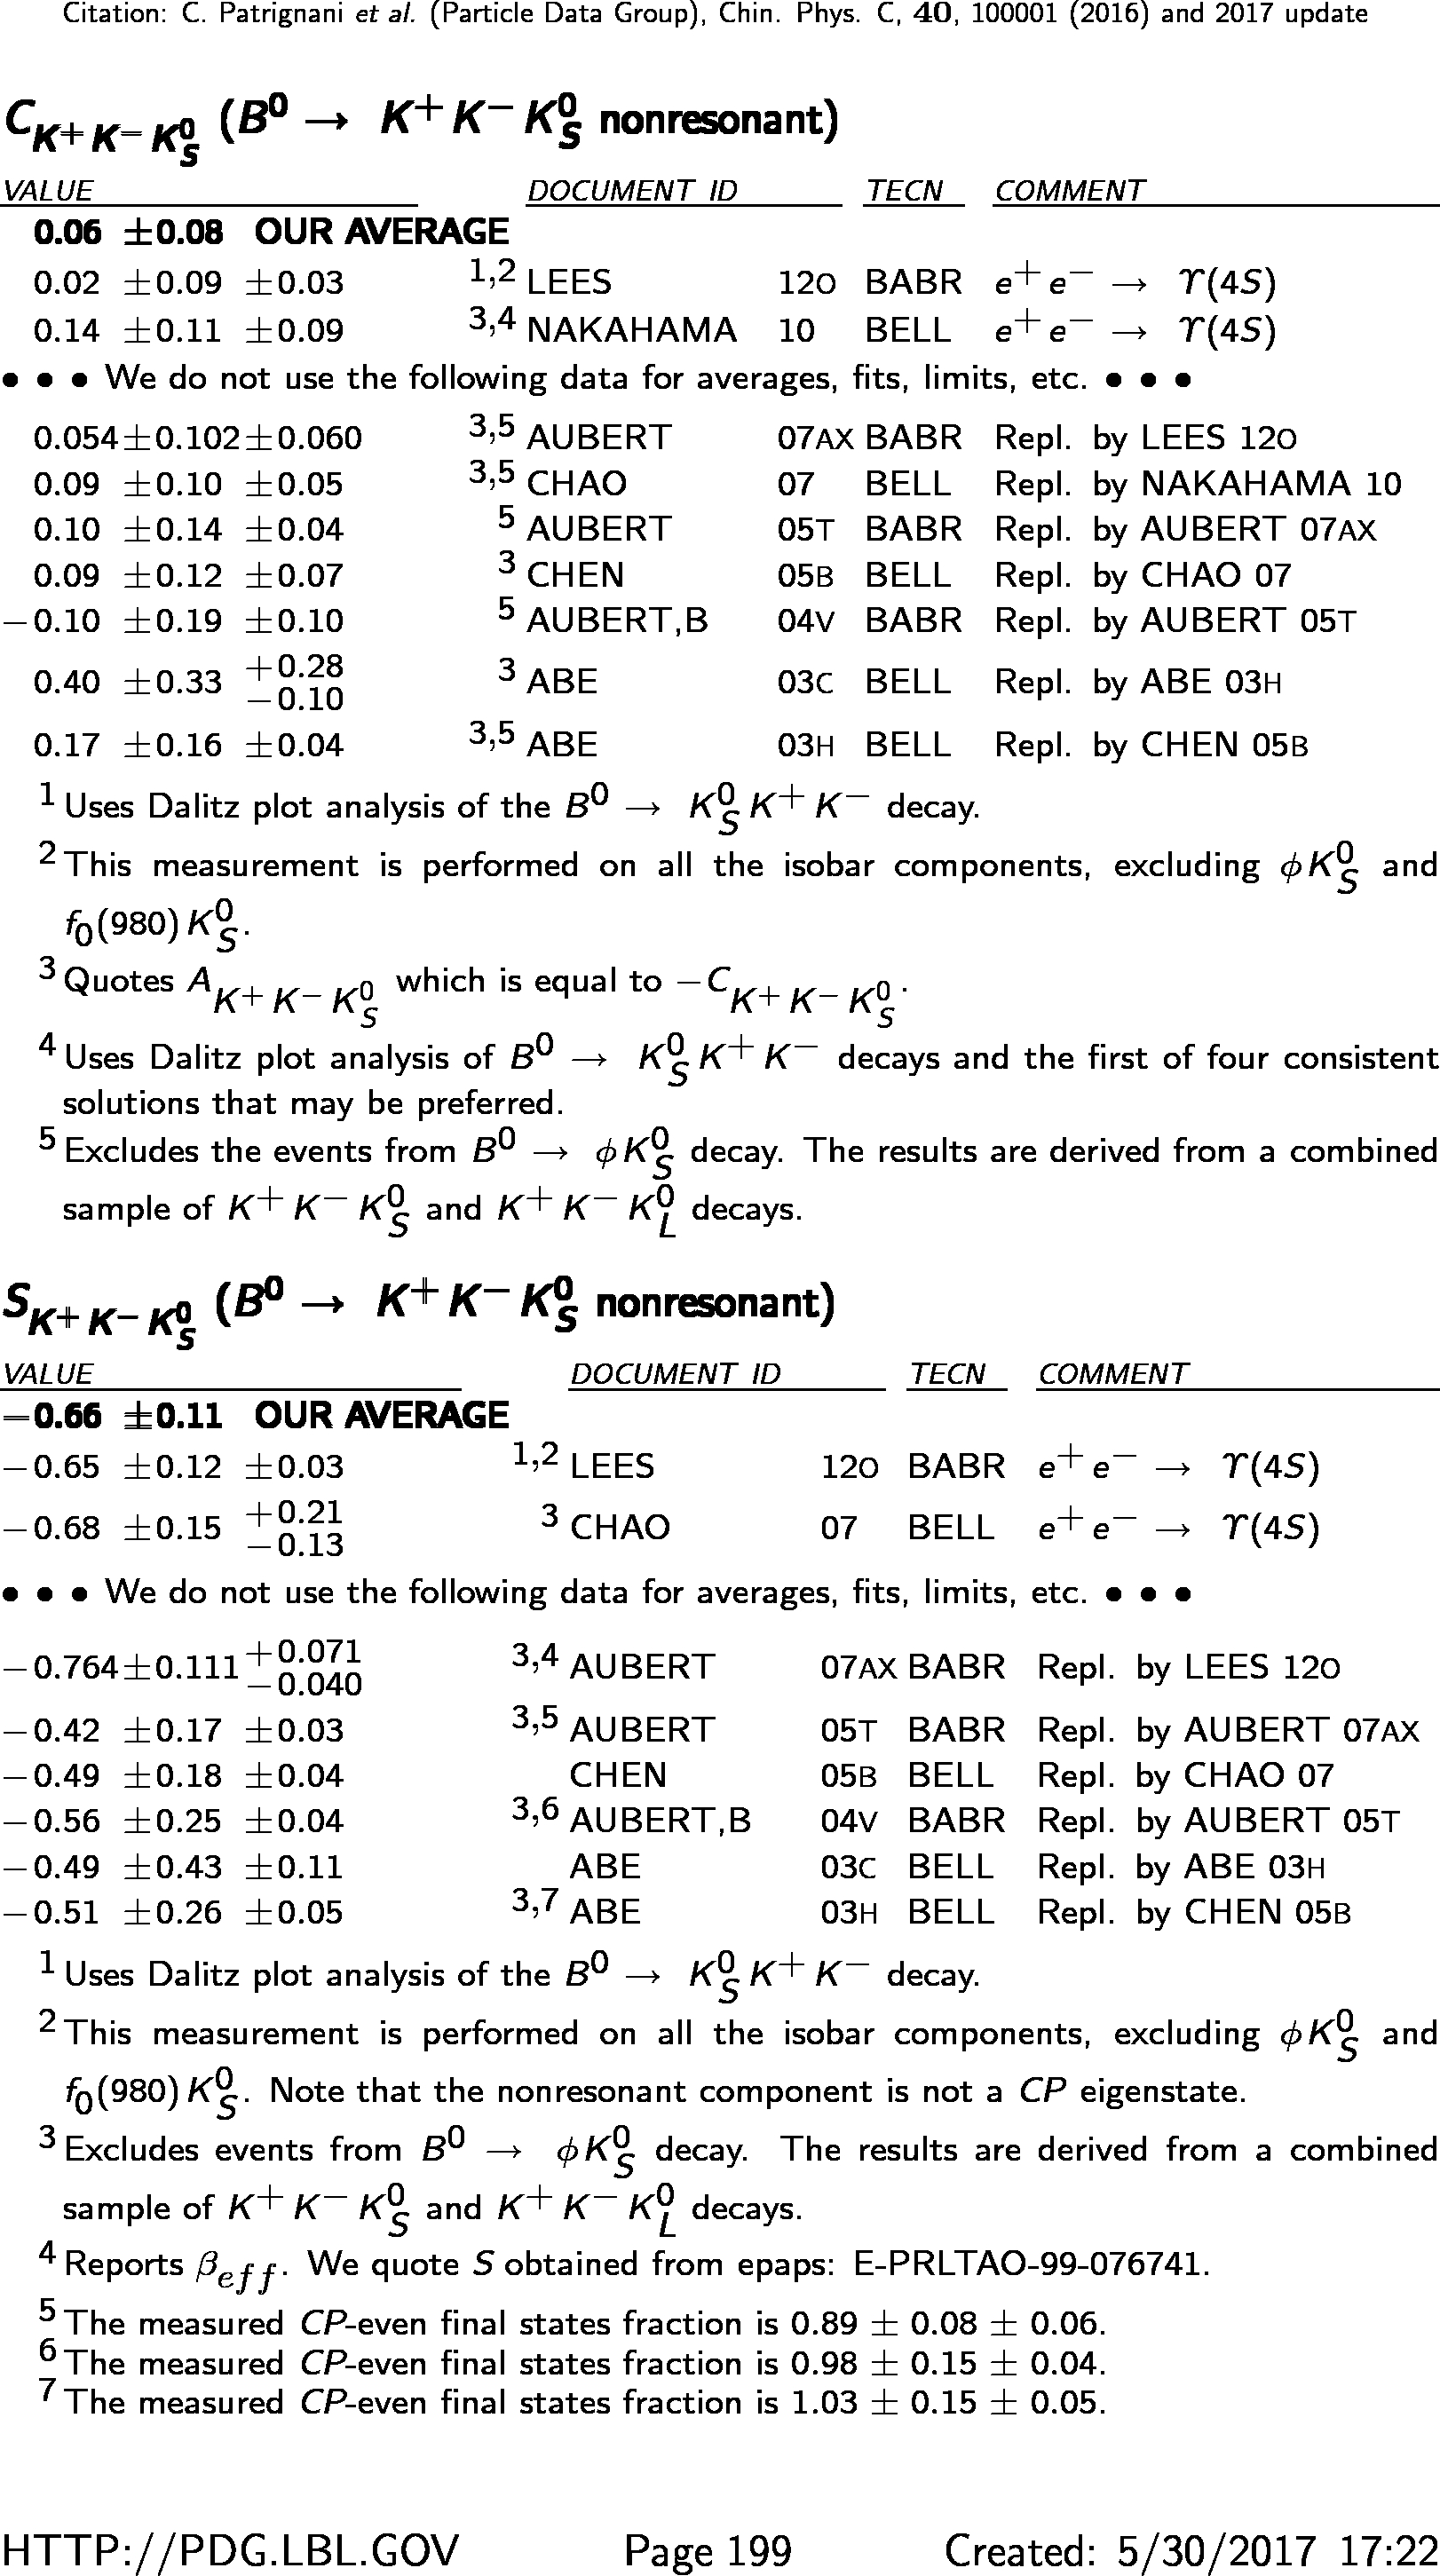 Citation: C. Patrignani et al. (Particle Data Group), Chin. Phys. C, 40, 100001 (2016) and 2017 update
C_{K+ K− K^0_S} (B^0 → K^+ K^− K^0_S nonresonant)
VALUE DOCUMENT ID TECN COMMENT
0.06 ±0.08 OUR AVERAGE
0.02 ±0.09 ±0.03 1,2 LEES 12O BABR e^+ e^− → ϒ(4S)
0.14 ±0.11 ±0.09 3,4 NAKAHAMA 10 BELL e^+ e^− → ϒ(4S)
• • • We do not use the following data for averages, fits, limits, etc. • • •
0.054±0.102±0.060 3,5 AUBERT 07AX BABR Repl. by LEES 12O
0.09 ±0.10 ±0.05 3,5 CHAO 07 BELL Repl. by NAKAHAMA 10
0.10 ±0.14 ±0.04 5 AUBERT 05T BABR Repl. by AUBERT 07AX
0.09 ±0.12 ±0.07 3 CHEN 05B BELL Repl. by CHAO 07
−0.10 ±0.19 ±0.10 5 AUBERT,B 04V BABR Repl. by AUBERT 05T
0.40 ±0.33 +0.28 −0.10 3 ABE 03C BELL Repl. by ABE 03H
0.17 ±0.16 ±0.04 3,5 ABE 03H BELL Repl. by CHEN 05B
1 Uses Dalitz plot analysis of the B^0 → K^0_S K^+ K^− decay.
2 This measurement is performed on all the isobar components, excluding ϕK^0_S and
f_0(980)K^0_S.
3 Quotes A_{K+ K− K^0_S} which is equal to −C_{K+ K− K^0_S}.
4 Uses Dalitz plot analysis of B^0 → K^0_S K^+ K^− decays and the first of four consistent
solutions that may be preferred.
5 Excludes the events from B^0 → ϕK^0_S decay. The results are derived from a combined
sample of K^+ K^− K^0_S and K^+ K^− K^0_L decays.
S_{K+ K− K^0_S} (B^0 → K^+ K^− K^0_S nonresonant)
VALUE DOCUMENT ID TECN COMMENT
−0.66 ±0.11 OUR AVERAGE
−0.65 ±0.12 ±0.03 1,2 LEES 12O BABR e^+ e^− → ϒ(4S)
−0.68 ±0.15 +0.21 −0.13 3 CHAO 07 BELL e^+ e^− → ϒ(4S)
• • • We do not use the following data for averages, fits, limits, etc. • • •
−0.764±0.111 +0.071 −0.040 3,4 AUBERT 07AX BABR Repl. by LEES 12O
−0.42 ±0.17 ±0.03 3,5 AUBERT 05T BABR Repl. by AUBERT 07AX
−0.49 ±0.18 ±0.04 CHEN 05B BELL Repl. by CHAO 07
−0.56 ±0.25 ±0.04 3,6 AUBERT,B 04V BABR Repl. by AUBERT 05T
−0.49 ±0.43 ±0.11 ABE 03C BELL Repl. by ABE 03H
−0.51 ±0.26 ±0.05 3,7 ABE 03H BELL Repl. by CHEN 05B
1 Uses Dalitz plot analysis of the B^0 → K^0_S K^+ K^− decay.
2 This measurement is performed on all the isobar components, excluding ϕK^0_S and
f_0(980)K^0_S. Note that the nonresonant component is not a CP eigenstate.
3 Excludes events from B^0 → ϕK^0_S decay. The results are derived from a combined
sample of K^+ K^− K^0_S and K^+ K^− K^0_L decays.
4 Reports β_{eff}. We quote S obtained from epaps: E-PRLTAO-99-076741.
5 The measured CP-even final states fraction is 0.89 ± 0.08 ± 0.06.
6 The measured CP-even final states fraction is 0.98 ± 0.15 ± 0.04.
7 The measured CP-even final states fraction is 1.03 ± 0.15 ± 0.05.
HTTP://PDG.LBL.GOV Page 199 Created: 5/30/2017 17:22